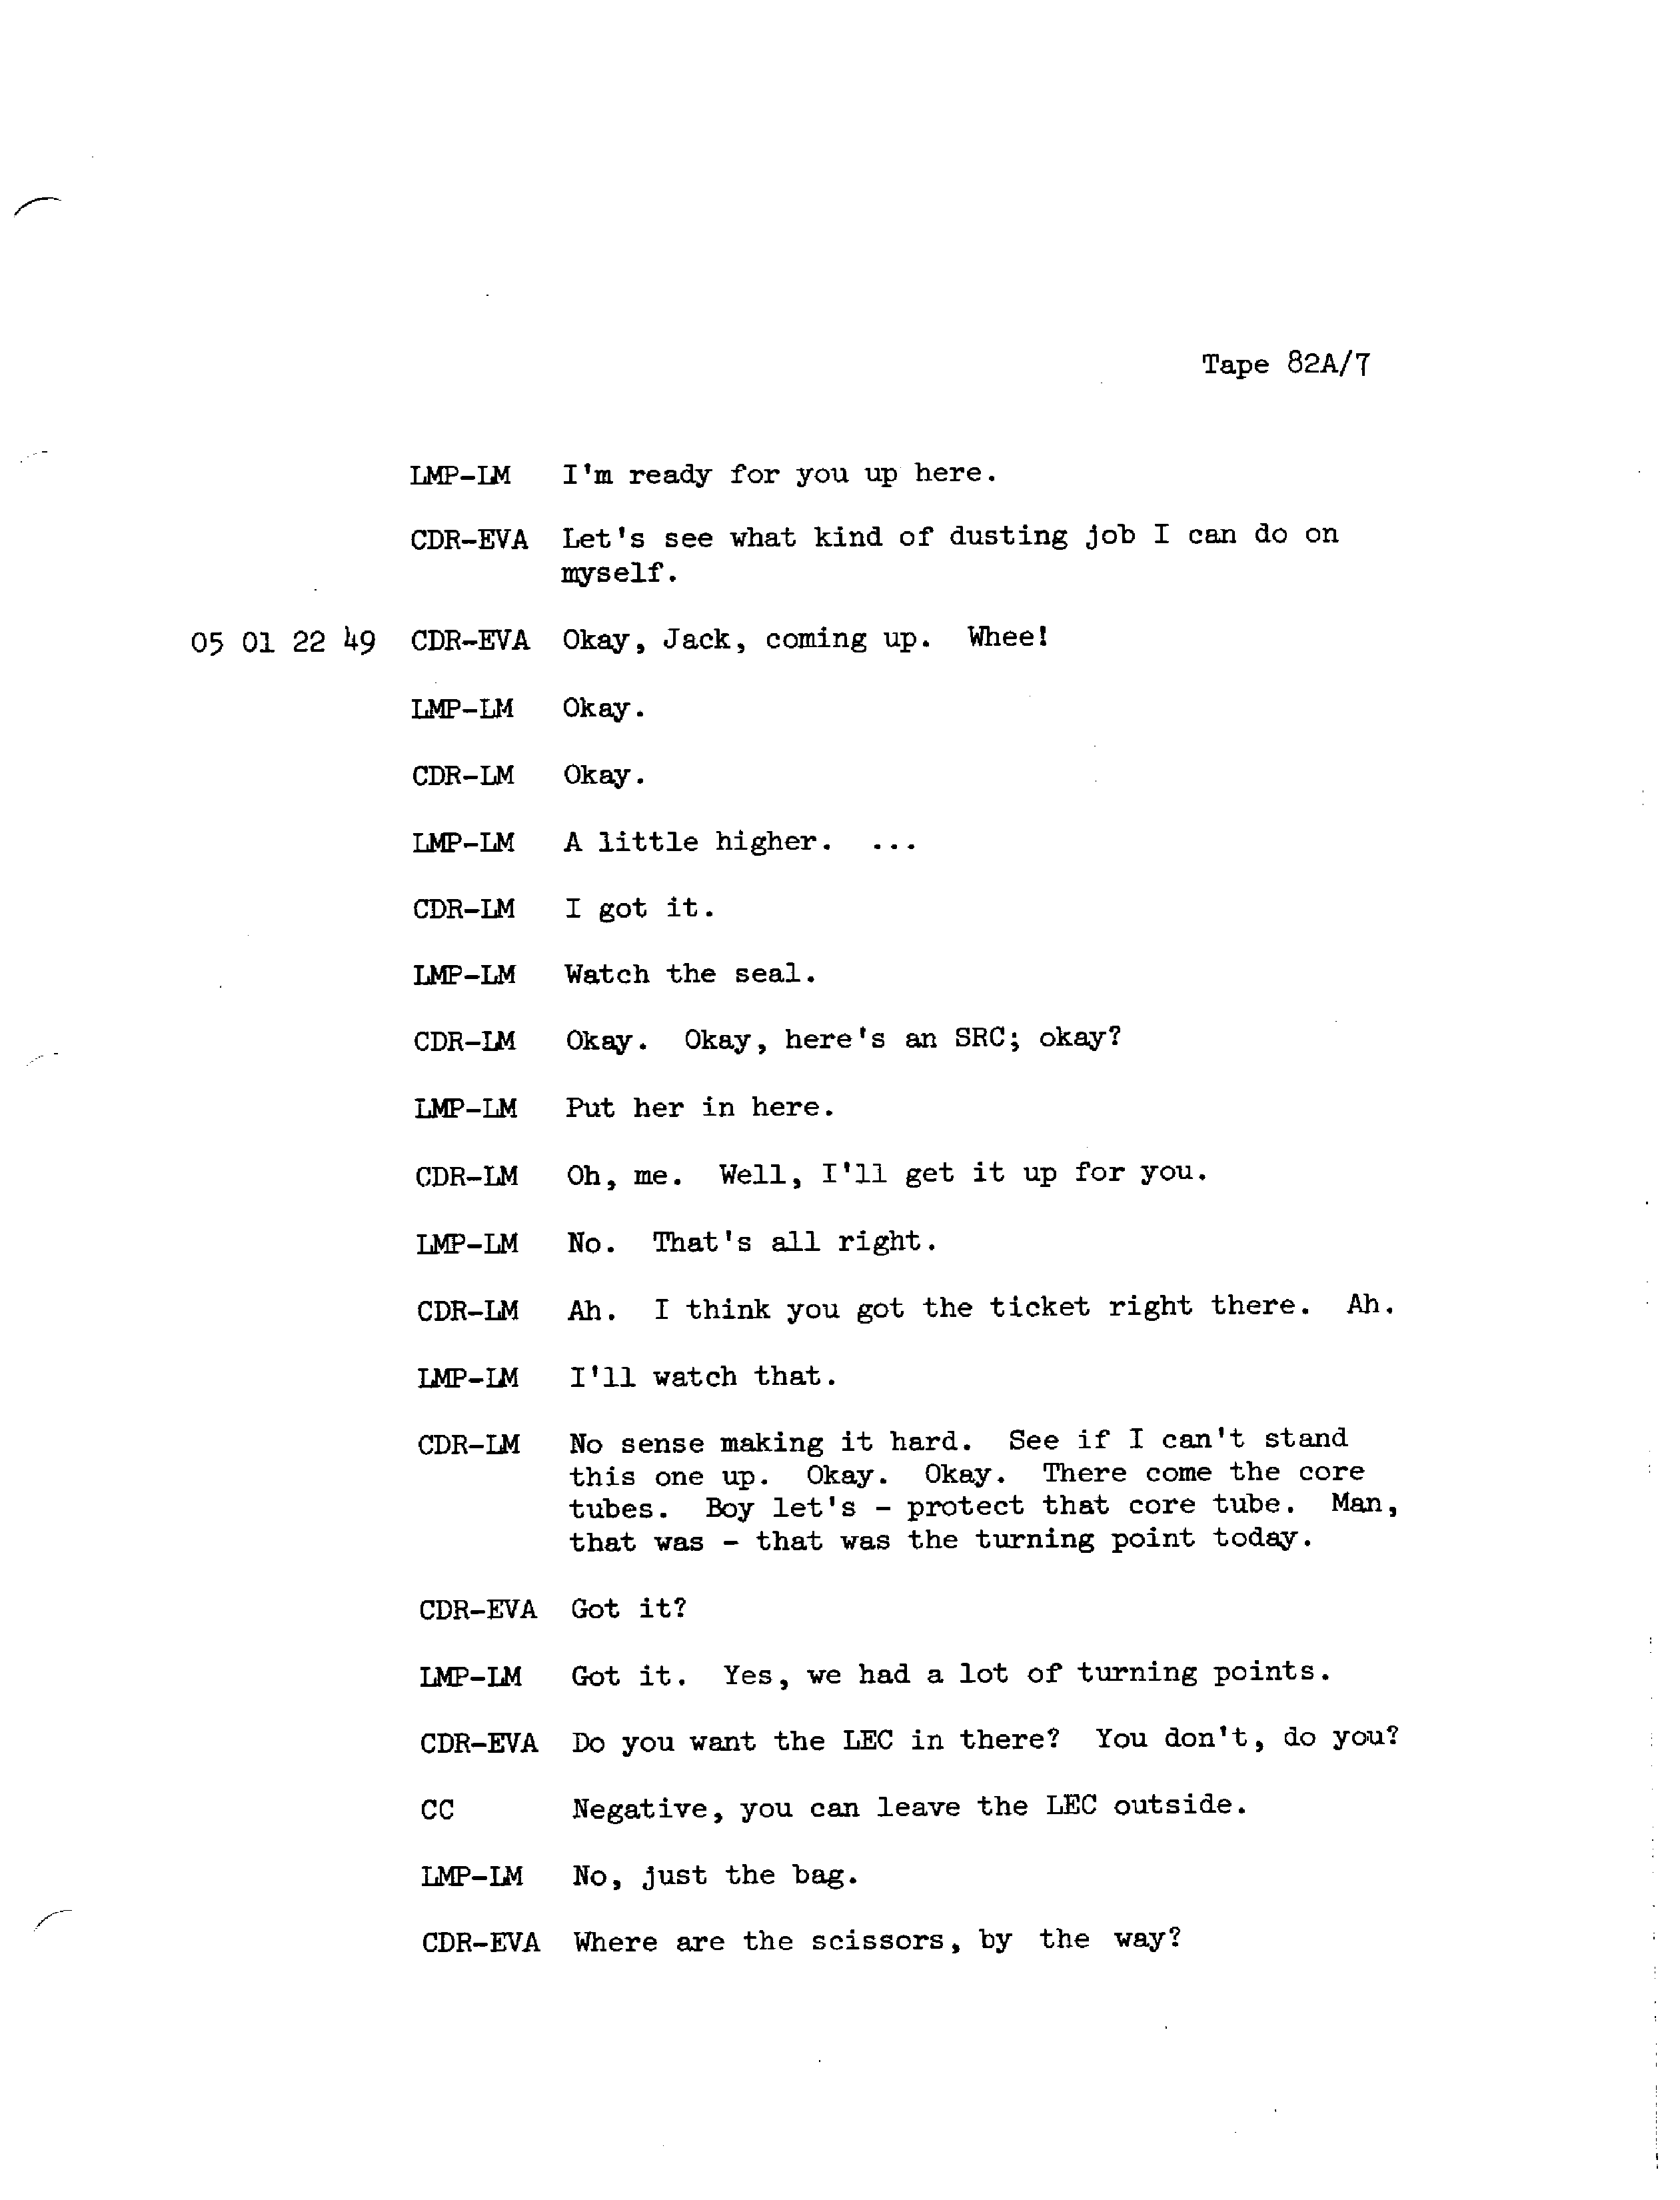 Tape 82A/7
LMP-LM I'm ready for you up here.
CDR-EVA Let's see what kind of dusting job I can do on
myself.
05 01 22 49 CDR-EVA Okay, Jack, coming up. Whee!
LMP-LM Okay.
CDR-LM Okay.
LMP-LM A little higher. ...
CDR-LM I got it.
LMP-LM Watch the seal.
CDR-LM Okay. Okay, here's an SRC; okay?
LMP-LM Put her in here.
CDR-LM Oh, me. Well, I'll get it up for you.
LMP-LM No. That's all right.
CDR-LM Ah. I think you got the ticket right there. Ah.
LMP-LM I'll watch that.
CDR-LM No sense making it hard. See if I can't stand
this one up. Okay. Okay. There come the core
tubes. Boy let's - protect that core tube. Man,
that was - that was the turning point today.
CDR-EVA Got it?
LMP-LM Got it. Yes, we had a lot of turning points.
CDR-EVA Do you want the LEC in there? You don't, do you?
CC Negative, you can leave the LEC outside.
LMP-LM No, just the bag.
CDR-EVA Where are the scissors, by the way?